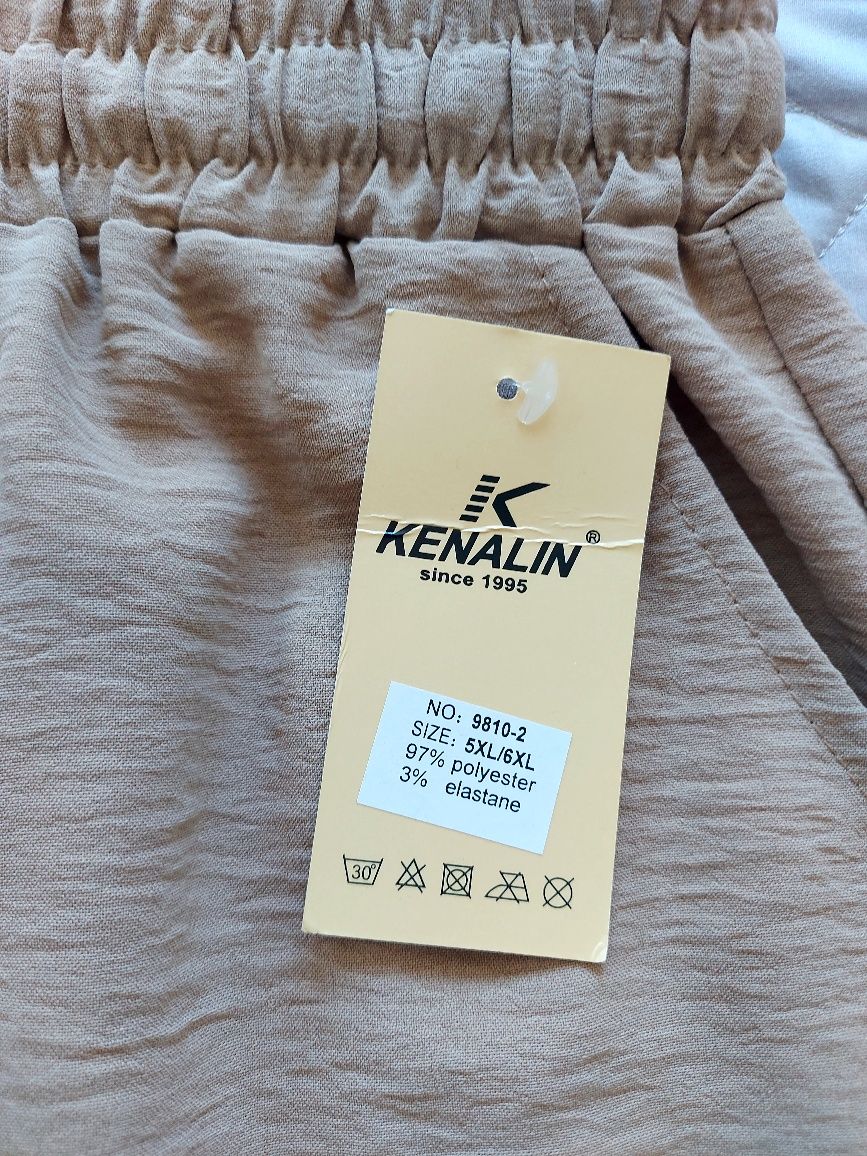 K
KENALIN®
since 1995
NO: 9810-2
SIZE: 5XL/6XL
97% polyester
3% elastane
30°